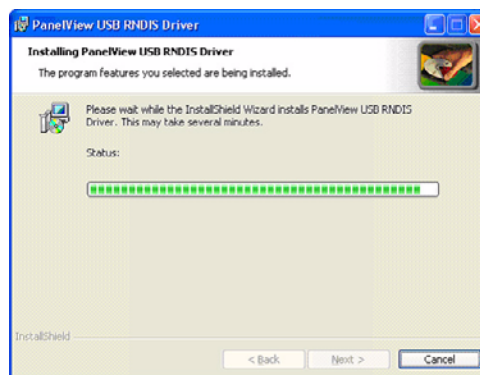 PanelView USB RNDIS Driver
Installing PanelView USB RNDIS Driver
The program features you selected are being installed.
Please wait while the InstallShield Wizard installs PanelView USB RNDIS
Driver. This may take several minutes.
Status:
InstallShield
< Back
Next >
Cancel